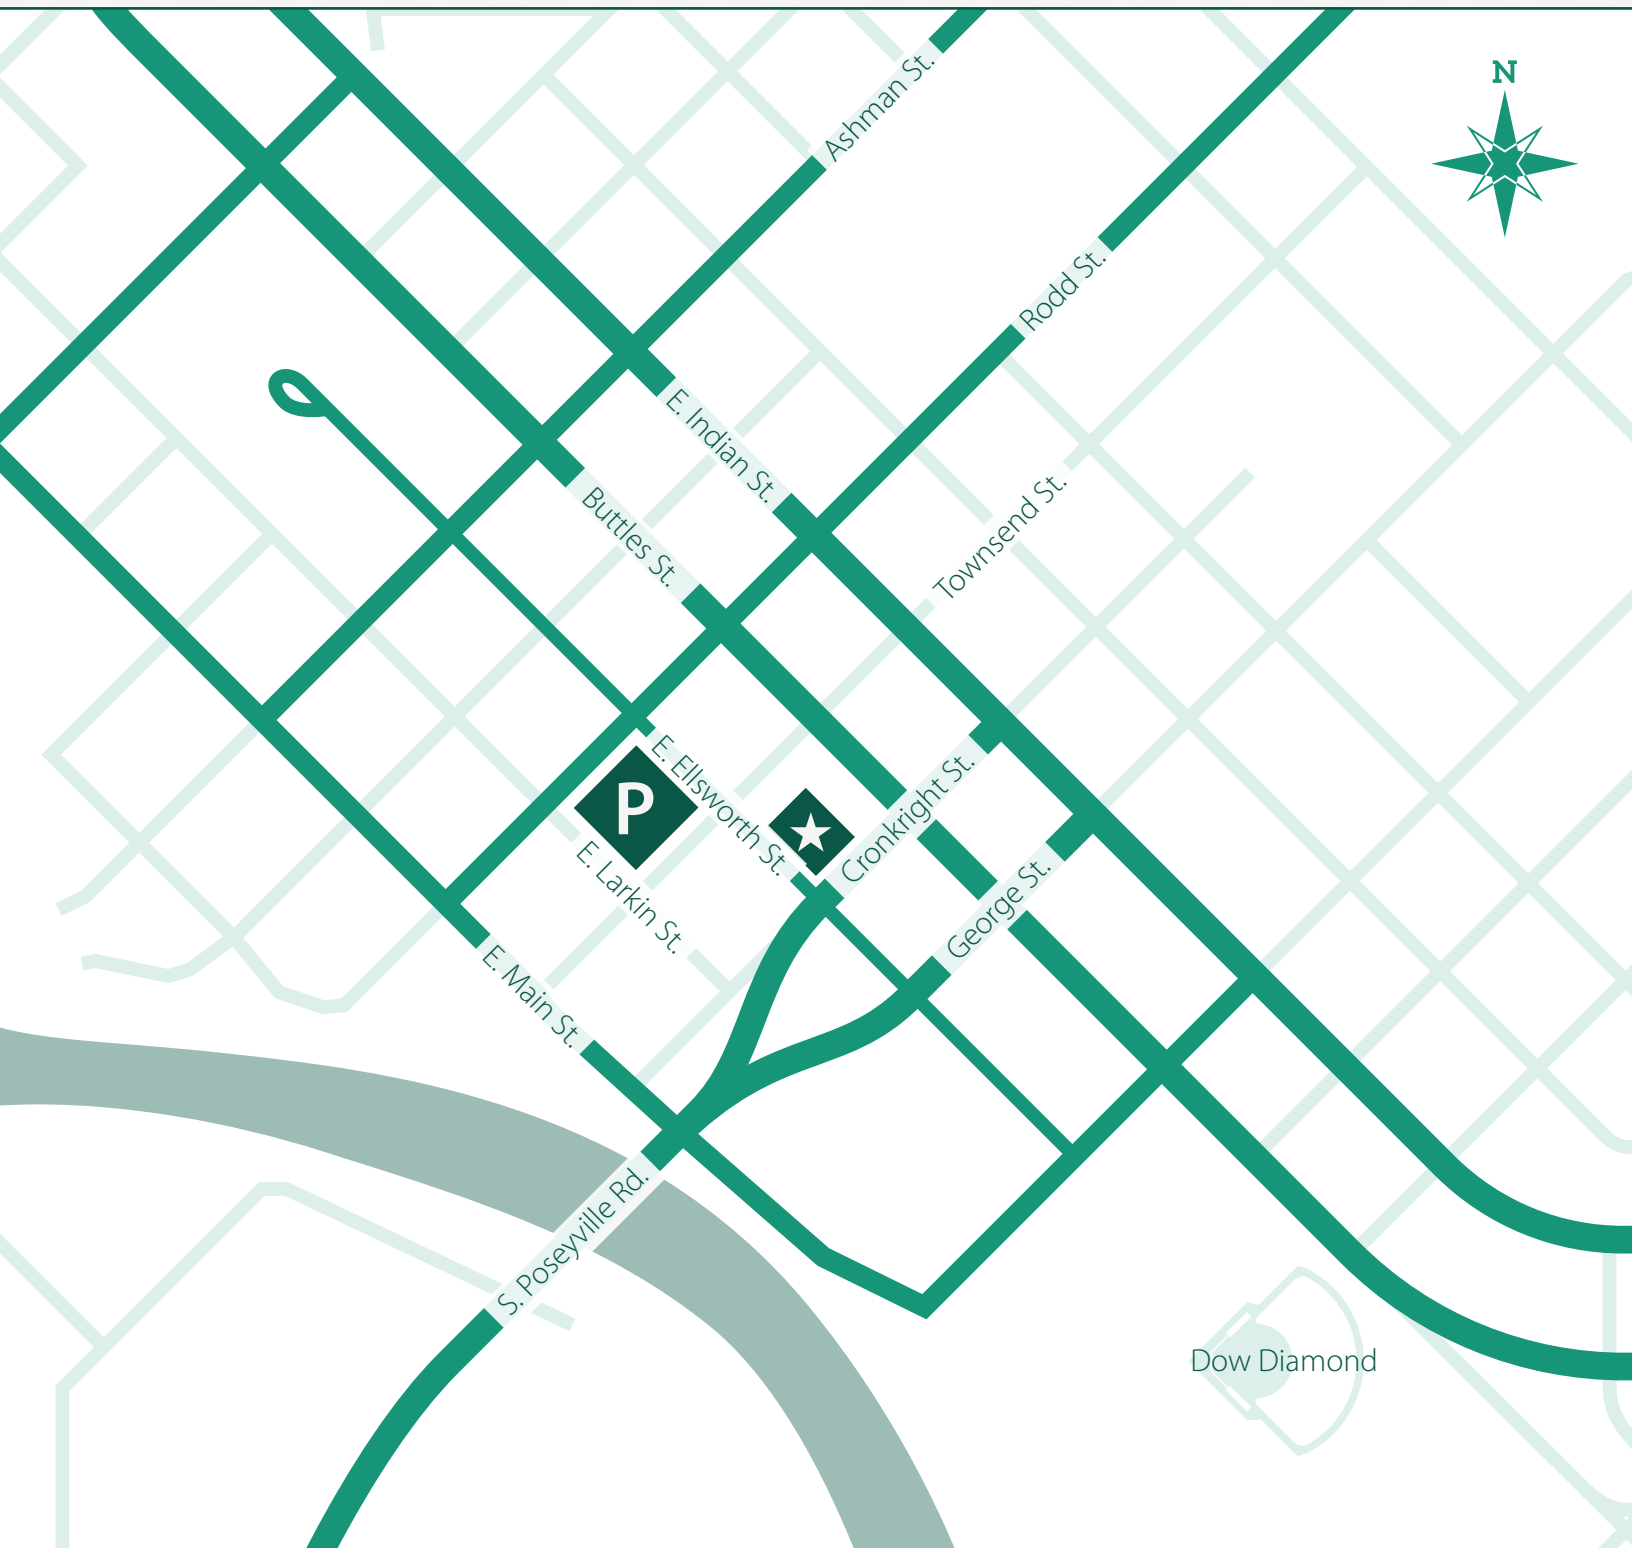 N
Ashman St.
Rodd St.
E. Indian St.
Buttles St.
Townsend St.
E. Ellsworth St.
P
Cronkright St.
E. Larkin St.
George St.
E. Main St.
S. Poseyville Rd.
Dow Diamond